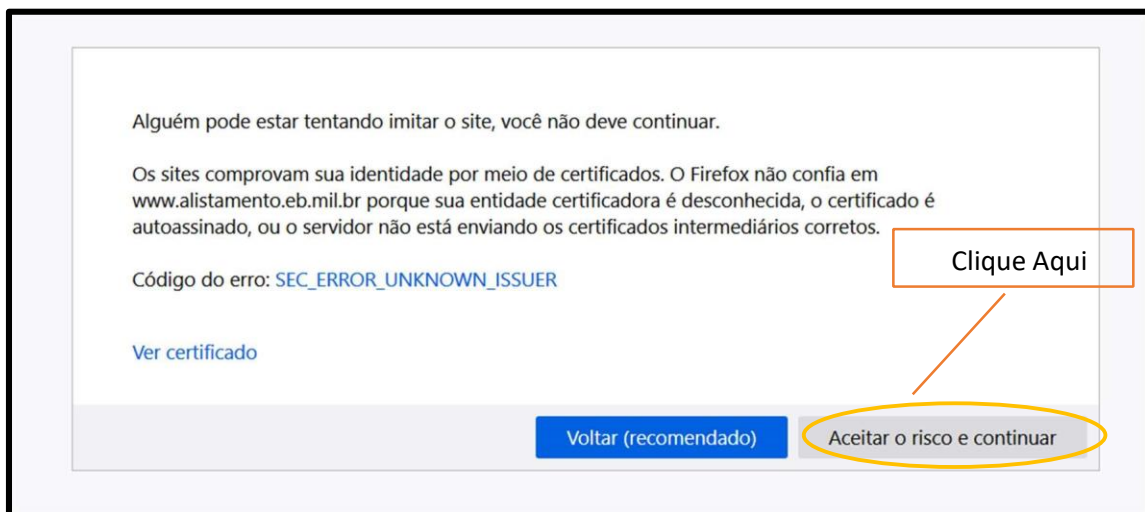 Alguém pode estar tentando imitar o site, você não deve continuar.
Os sites comprovam sua identidade por meio de certificados. O Firefox não confia em
www.alistamento.eb.mil.br porque sua entidade certificadora é desconhecida, o certificado é
autoassinado, ou o servidor não está enviando os certificados intermediários corretos.
Clique Aqui
Código do erro: SEC_ERROR_UNKNOWN_ISSUER
Ver certificado
Voltar (recomendado)
Aceitar o risco e continuar